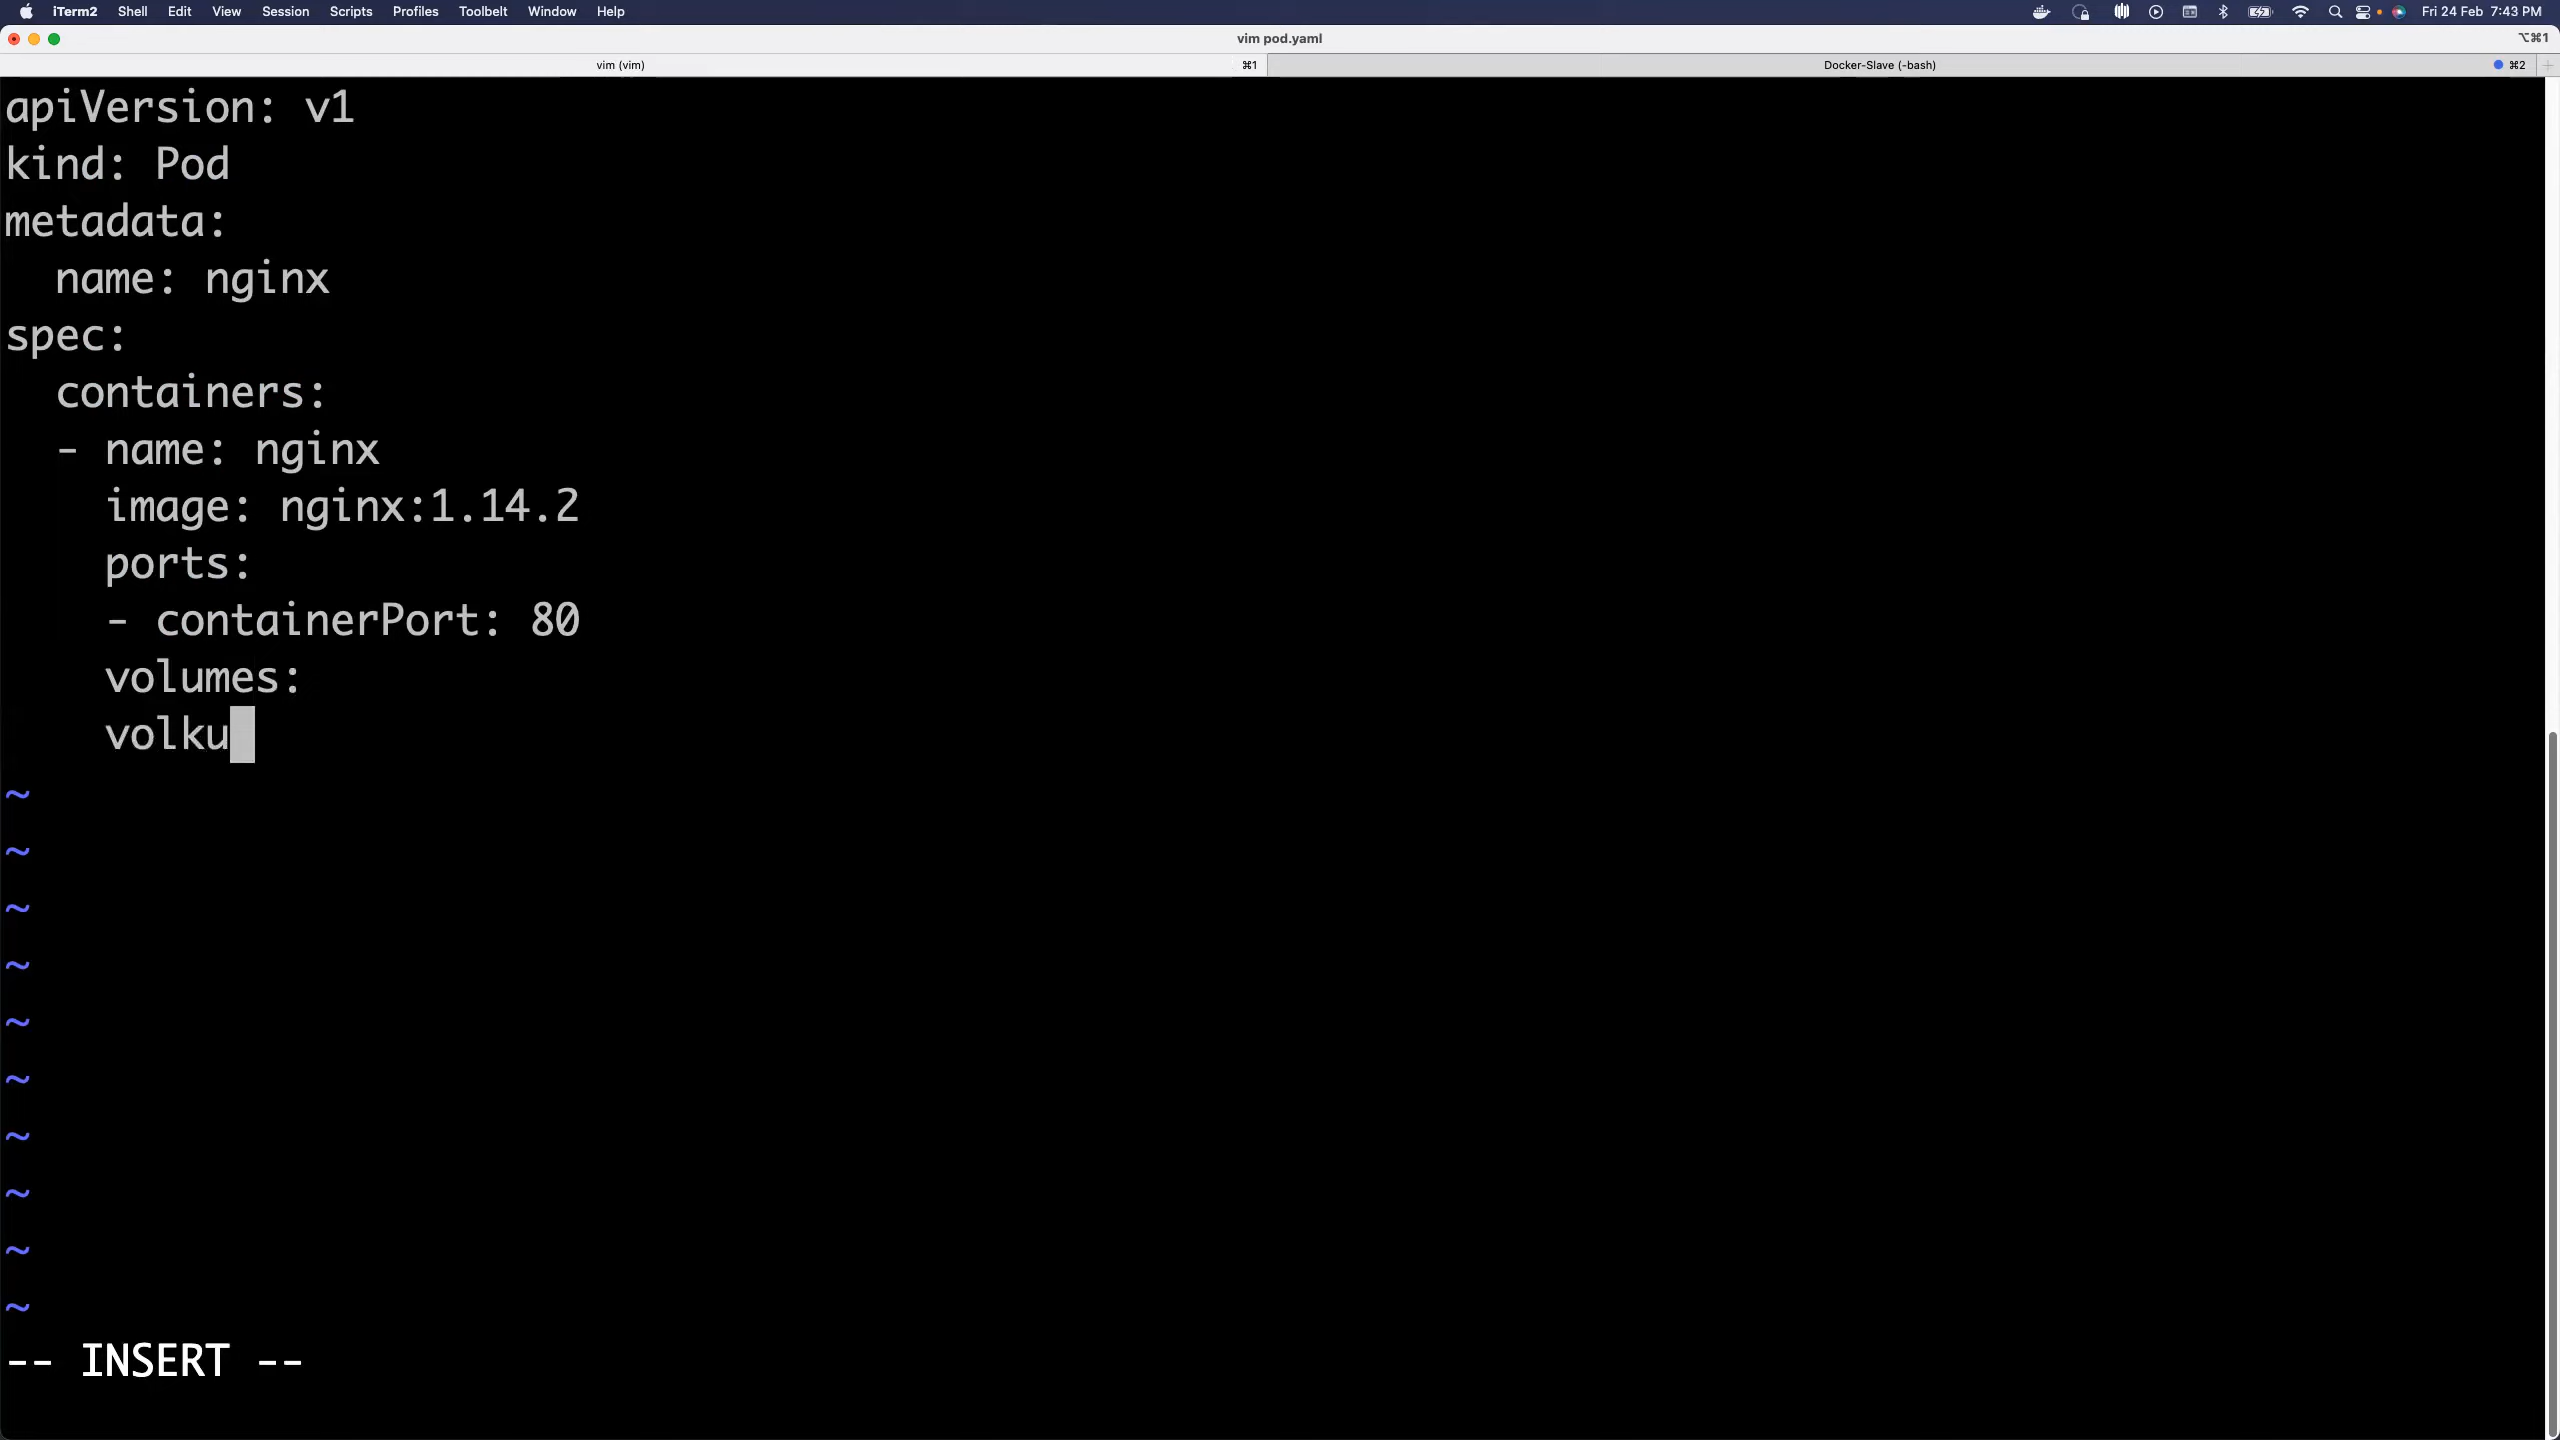 iTerm2 Shell Edit View Session Scripts Profiles Toolbelt Window Help Fri 24 Feb 7:43 PM
vim pod.yaml ⌥⌘1
vim (vim) ⌘1 Docker-Slave (-bash) ⌘2
apiVersion: v1
kind: Pod
metadata:
  name: nginx
spec:
  containers:
  - name: nginx
    image: nginx:1.14.2
    ports:
    - containerPort: 80
    volumes:
    volku
~
~
~
~
~
~
~
~
~
~
-- INSERT --